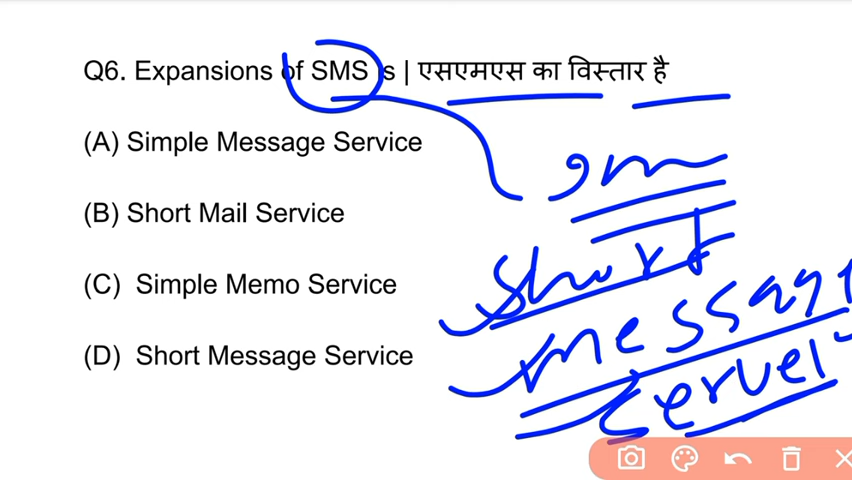 Q6. Expansions of SMS is | एसएमएस का विस्तार है
(A) Simple Message Service
(B) Short Mail Service
(C) Simple Memo Service
(D) Short Message Service
short
message